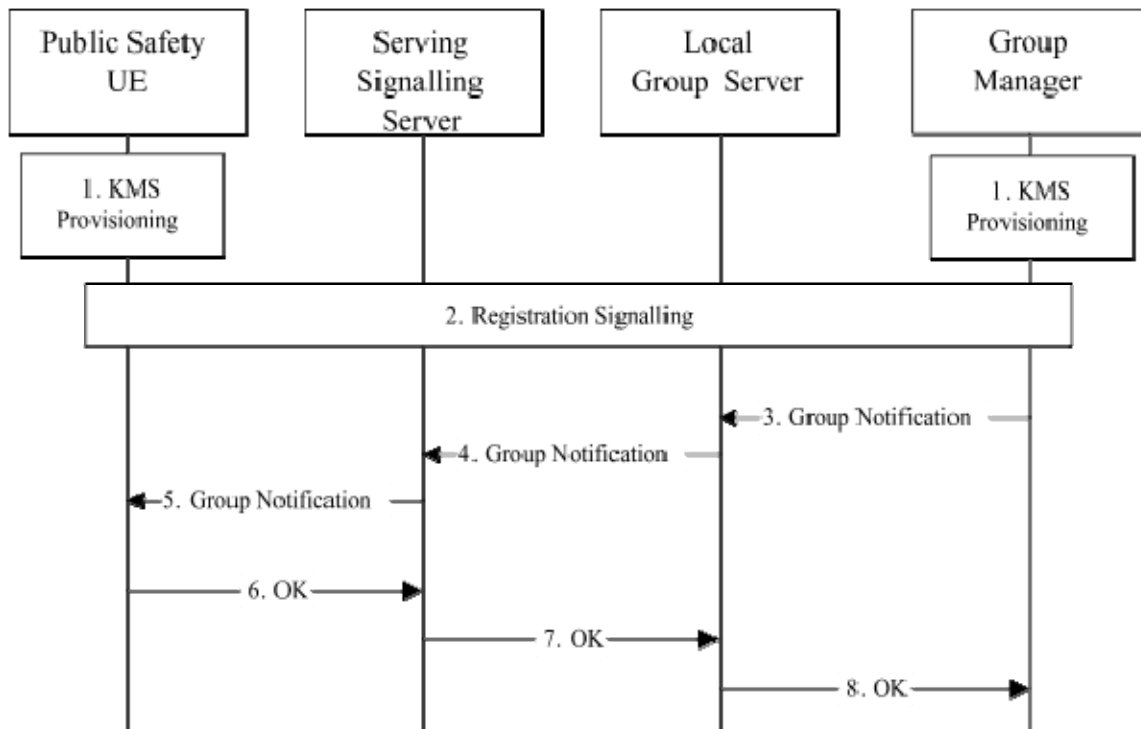 Public Safety
UE
Serving
Signalling
Server
Local
Group Server
Group
Manager
1. KMS
Provisioning
1. KMS
Provisioning
2. Registration Signalling
3. Group Notification
4. Group Notification
5. Group Notification
6. OK
7. OK
8. OK